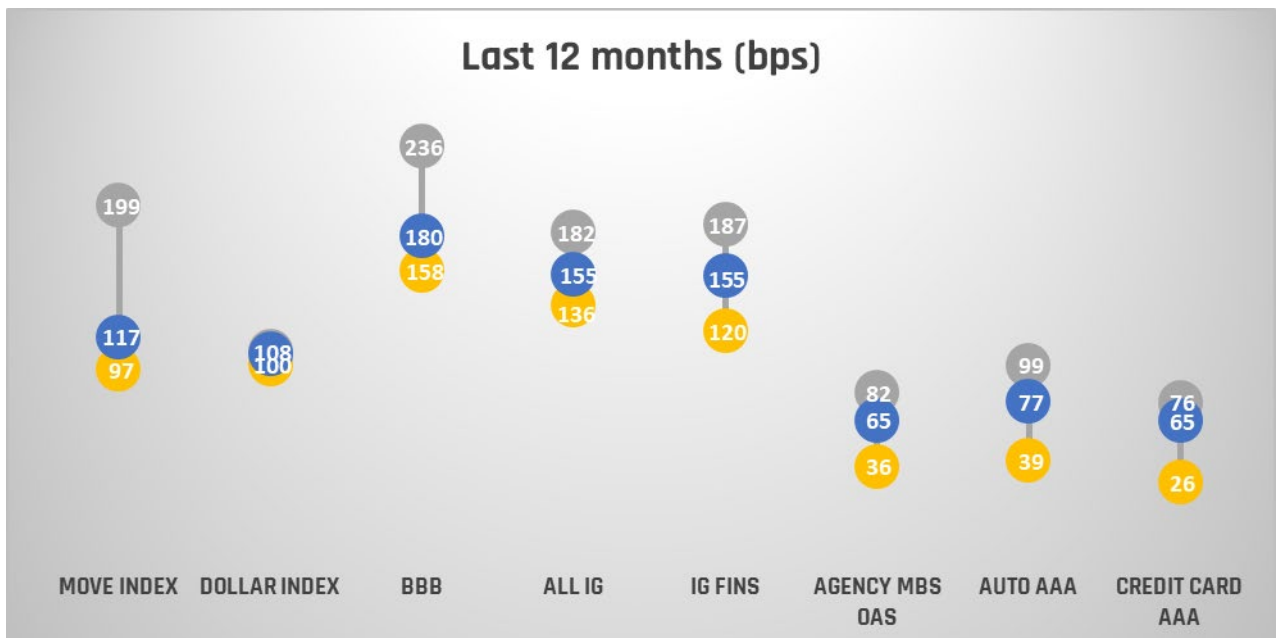 Last 12 months (bps)
199
117
97
108
100
236
180
158
182
155
136
187
155
120
82
65
36
99
77
39
76
65
26
MOVE INDEX
DOLLAR INDEX
BBB
ALL IG
IG FINS
AGENCY MBS
OAS
AUTO AAA
CREDIT CARD
AAA